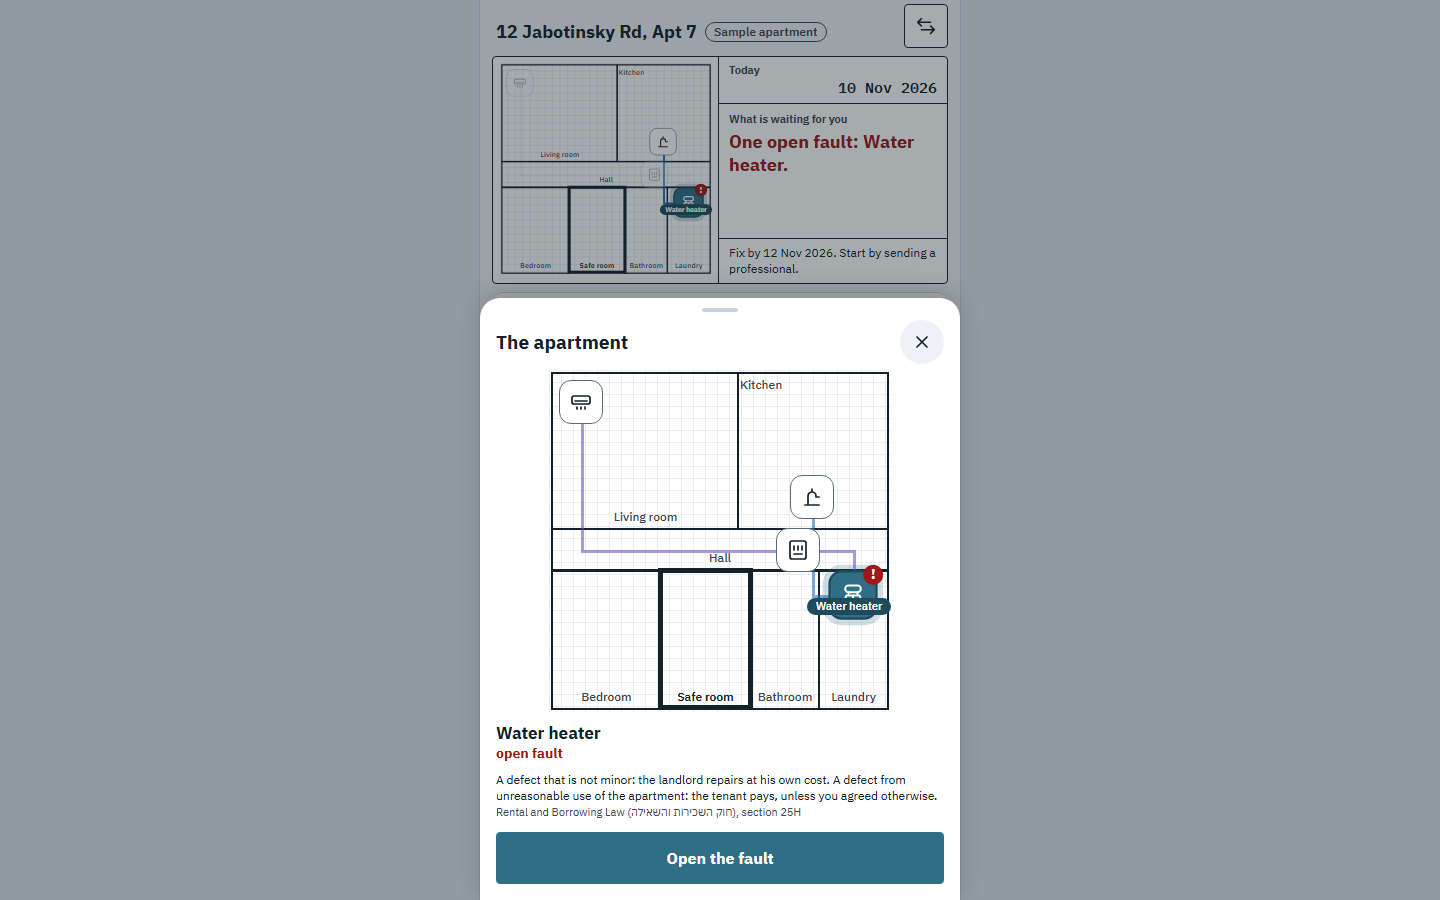 12 Jabotinsky Rd, Apt 7
Sample apartment
Kitchen
Living room
Hall
!
Water heater
Bedroom
Safe room
Bathroom
Laundry
Today
10 Nov 2026
What is waiting for you
One open fault: Water
heater.
Fix by 12 Nov 2026. Start by sending a
professional.
The apartment
Kitchen
Living room
Hall
!
Water heater
Bedroom
Safe room
Bathroom
Laundry
Water heater
open fault
A defect that is not minor: the landlord repairs at his own cost. A defect from
unreasonable use of the apartment: the tenant pays, unless you agreed otherwise.
Rental and Borrowing Law (חוק השכירות והשאילה), section 25H
Open the fault